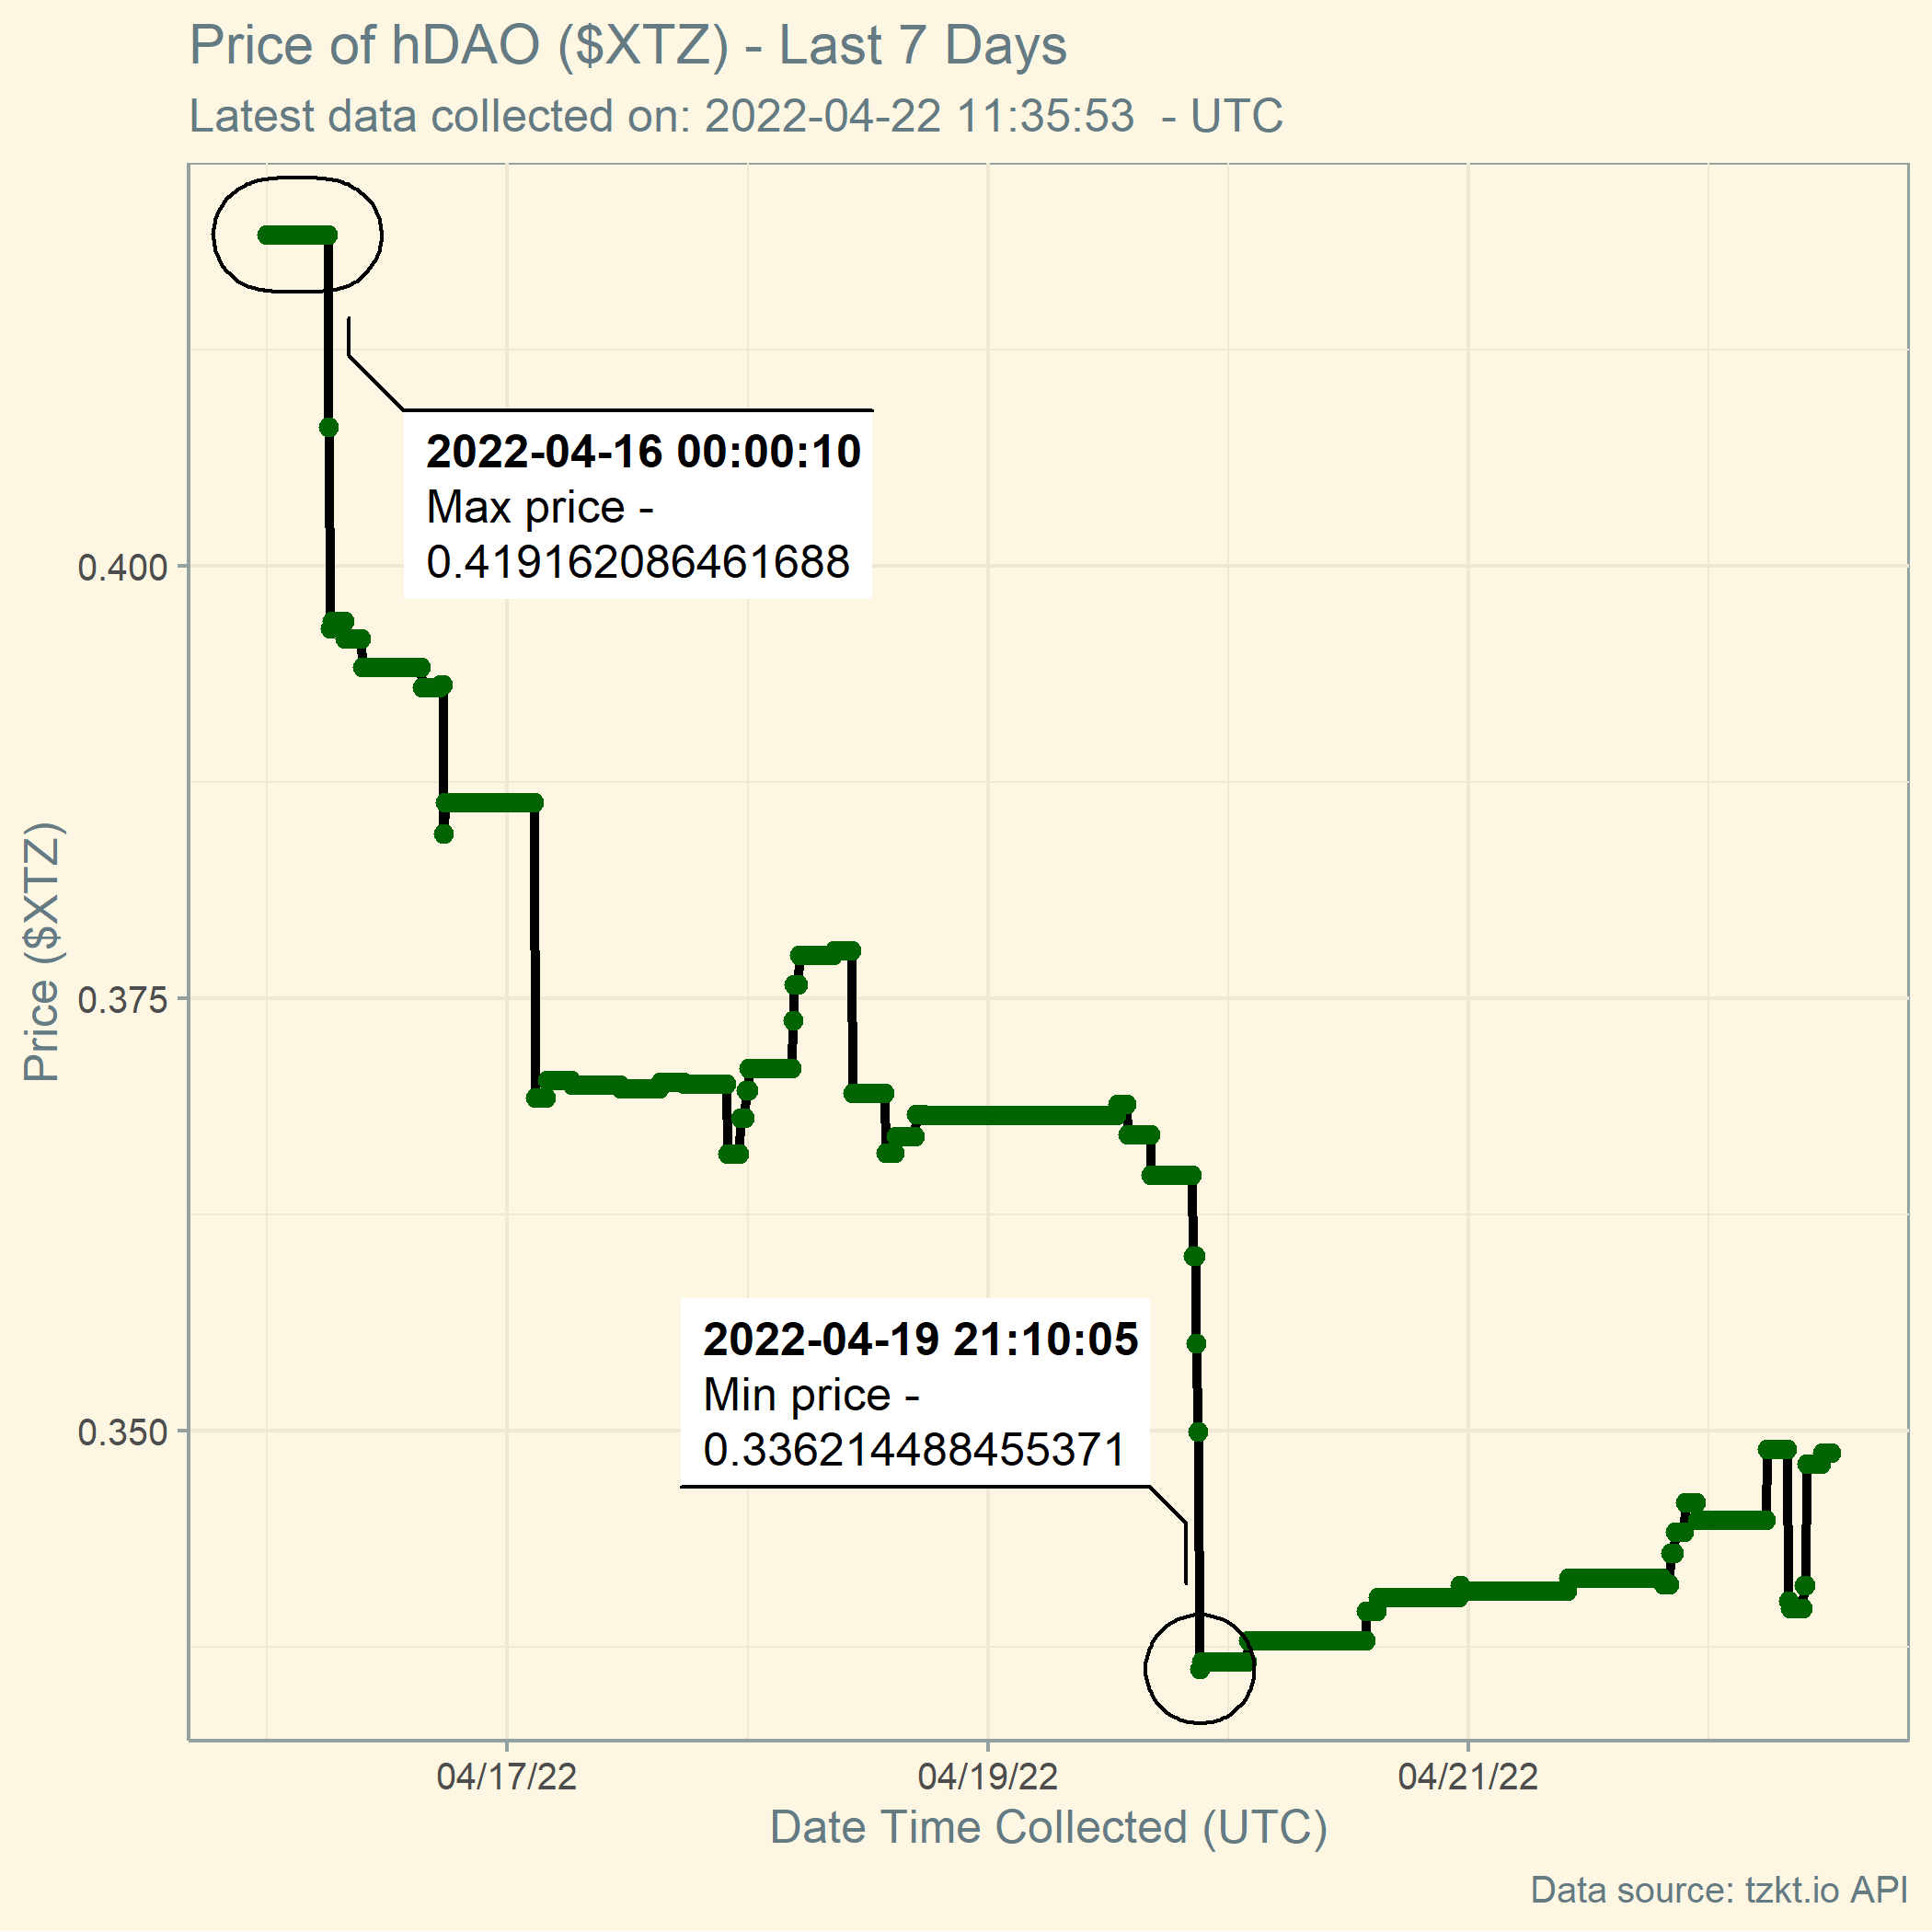 Price of hDAO ($XTZ) - Last 7 Days
Latest data collected on: 2022-04-22 11:35:53  - UTC
2022-04-16 00:00:10
Max price -
0.419162086461688
0.400
0.375
0.350
Price ($XTZ)
2022-04-19 21:10:05
Min price -
0.336214488455371
04/17/22
04/19/22
04/21/22
Date Time Collected (UTC)
Data source: tzkt.io API